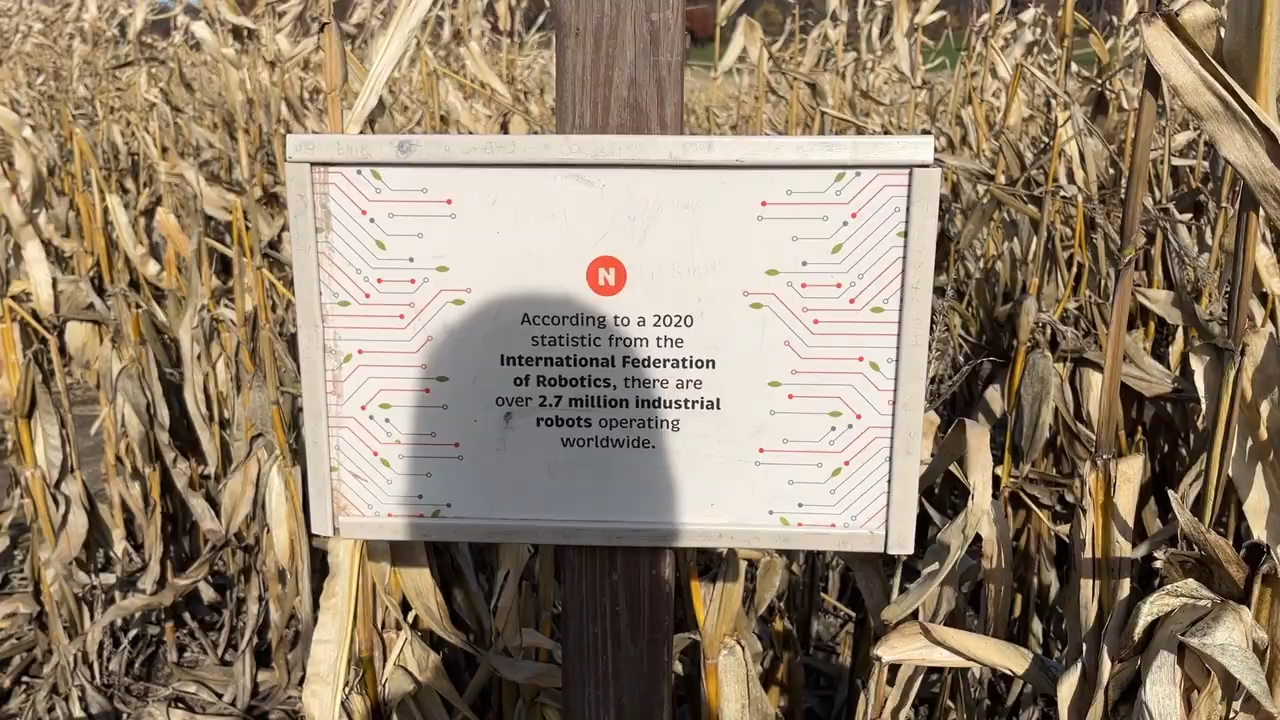 N
According to a 2020
statistic from the
International Federation
of Robotics, there are
over 2.7 million industrial
robots operating
worldwide.